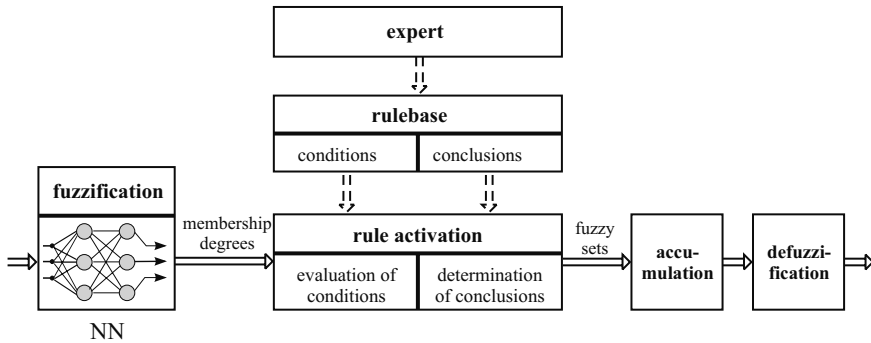 expert
rulebase
conditions
conclusions
fuzzification
membership
degrees
rule activation
fuzzy
sets
evaluation of
conditions
determination
of conclusions
accu-
mulation
defuzzi-
fication
NN